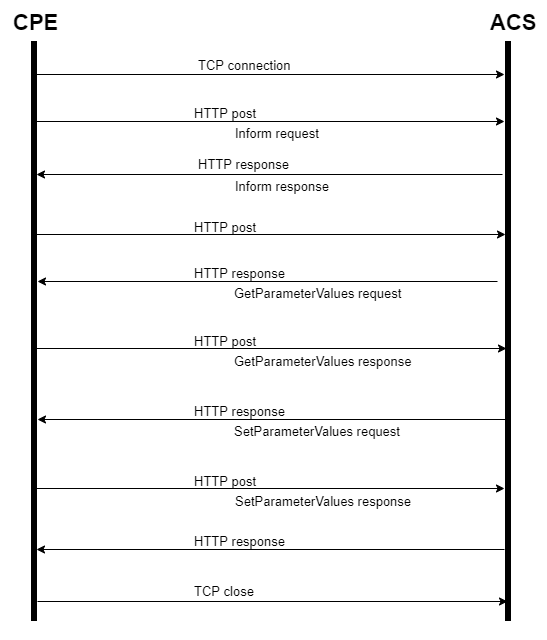 CPE ACS
TCP connection
HTTP post
Inform request
HTTP response
Inform response
HTTP post
HTTP response
GetParameterValues request
HTTP post
GetParameterValues response
HTTP response
SetParameterValues request
HTTP post
SetParameterValues response
HTTP response
TCP close